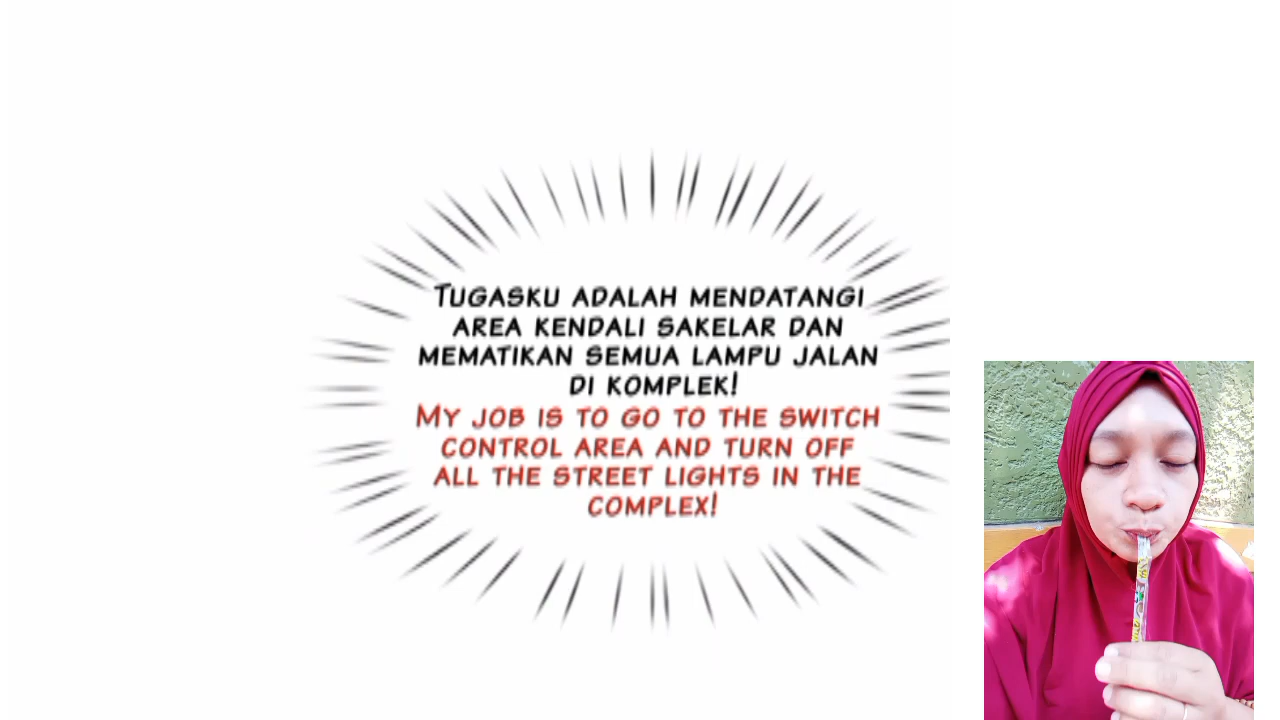 TUGASKU ADALAH MENDATANGI
AREA KENDALI SAKELAR DAN
MEMATIKAN SEMUA LAMPU JALAN
DI KOMPLEK!
MY JOB IS TO GO TO THE SWITCH
CONTROL AREA AND TURN OFF
ALL THE STREET LIGHTS IN THE
COMPLEX!